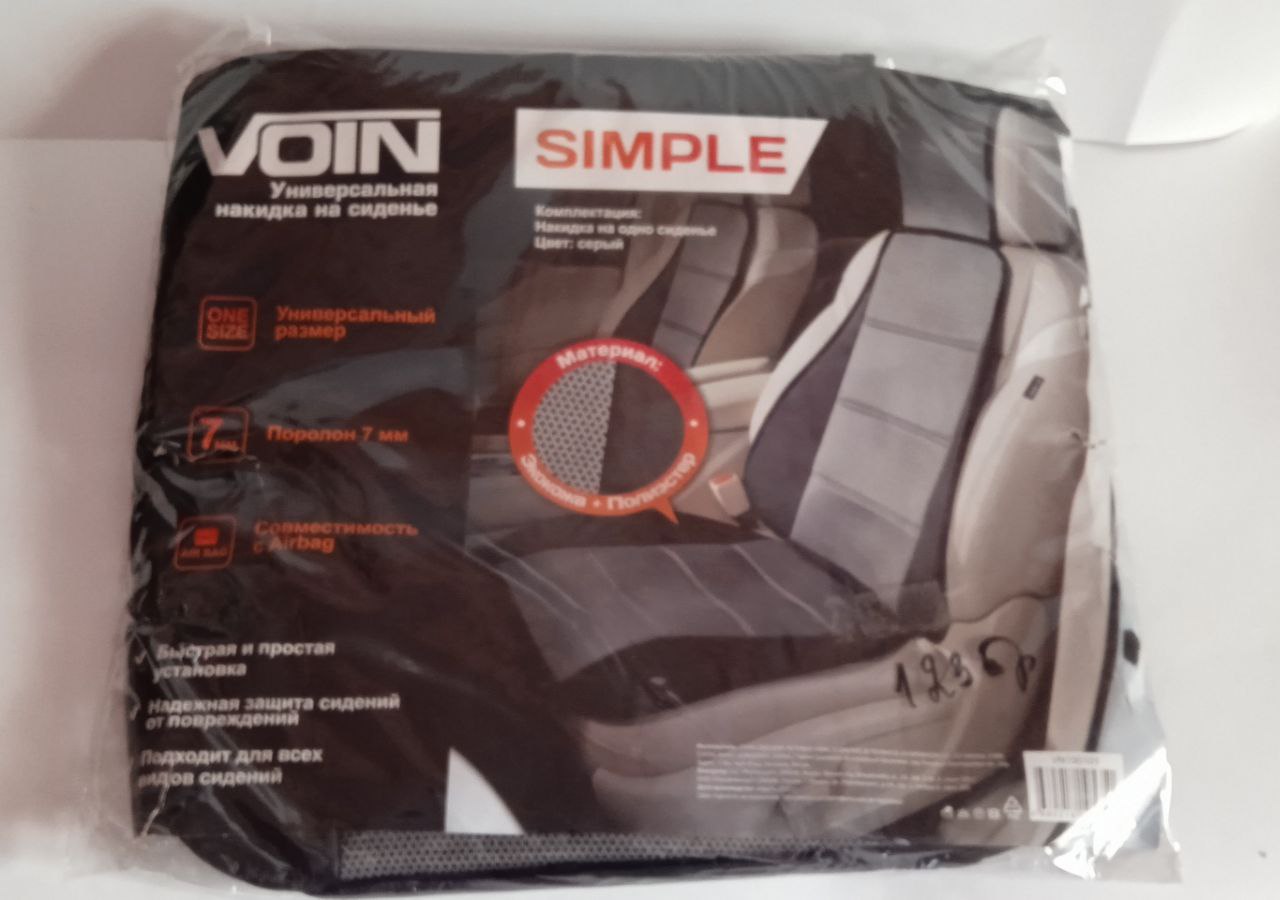 VOIN
Универсальная
накидка на сиденье
SIMPLE
Комплектация:
Накидка на одно сиденье
Цвет: серый
ONE
SIZE
Универсальный
размер
Материал:
Экокожа + Полиэстер
7
Поролон 7 мм
AIR BAG
Совместимость
с Airbag
Быстрая и простая
установка
Надежная защита сидений
от повреждений
Подходит для всех
видов сидений